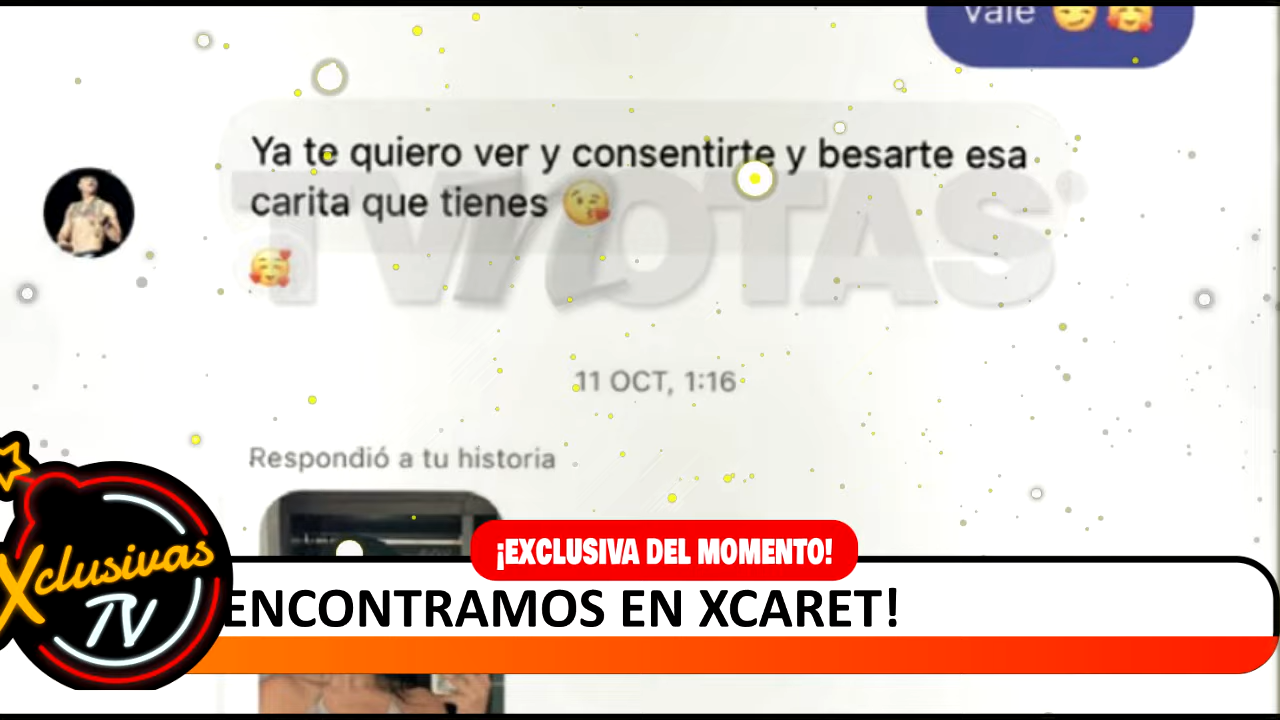 vale 😏🥰
Ya te quiero ver y consentirte y besarte esa
carita que tienes 😘
🥰
TVNOTAS
11 OCT, 1:16
Respondió a tu historia
¡EXCLUSIVA DEL MOMENTO!
ENCONTRAMOS EN XCARET!
Xclusivas
TV